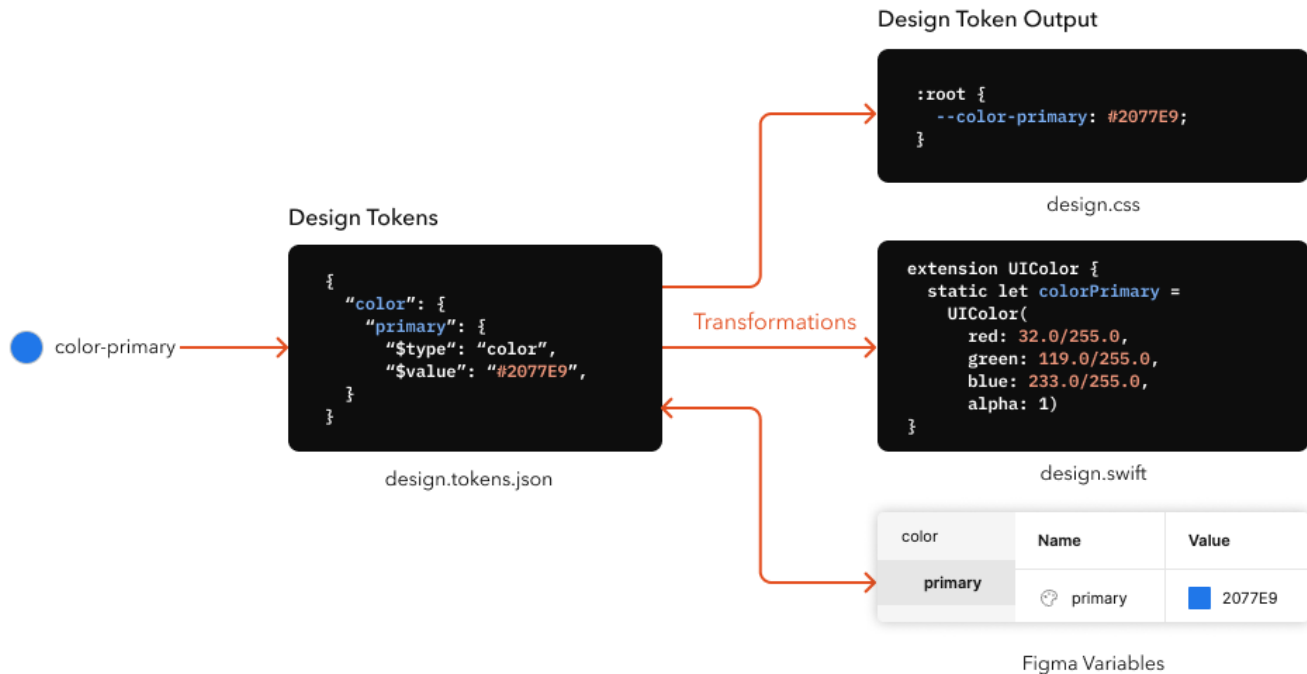 color-primary
Design Tokens
{
“color”: {
“primary”: {
“$type“: “color”,
“$value”: “#2077E9”,
}
}
design.tokens.json
Transformations
Design Token Output
:root {
--color-primary: #2077E9;
}
design.css
extension UIColor {
static let colorPrimary =
UIColor(
red: 32.0/255.0,
green: 119.0/255.0,
blue: 233.0/255.0,
alpha: 1)
}
design.swift
color
Name
Value
primary
primary
2077E9
Figma Variables